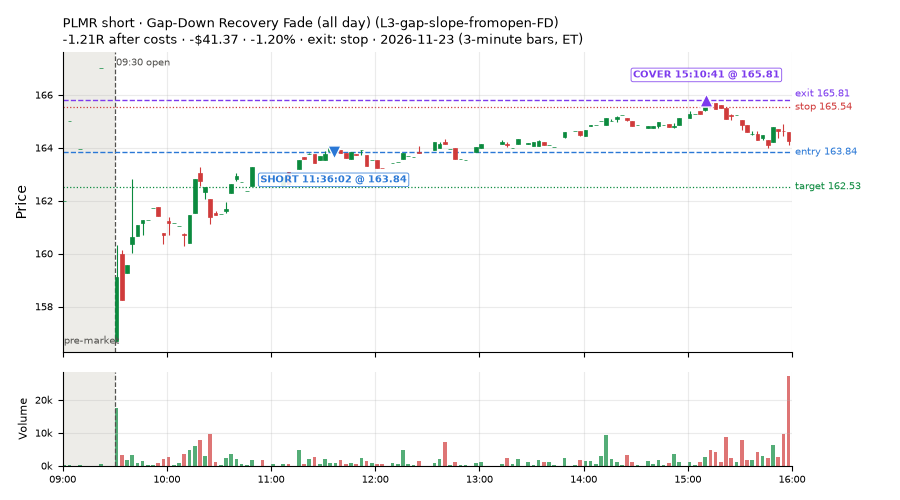 PLMR short · Gap-Down Recovery Fade (all day) (L3-gap-slope-fromopen-FD)
-1.21R after costs · -$41.37 · -1.20% · exit: stop · 2026-11-23 (3-minute bars, ET)
09:30 open
COVER 15:10:41 @ 165.81
exit 165.81
stop 165.54
entry 163.84
SHORT 11:36:02 @ 163.84
target 162.53
pre-market
Price
166
164
162
160
158
Volume
20k
10k
0k
09:00
10:00
11:00
12:00
13:00
14:00
15:00
16:00